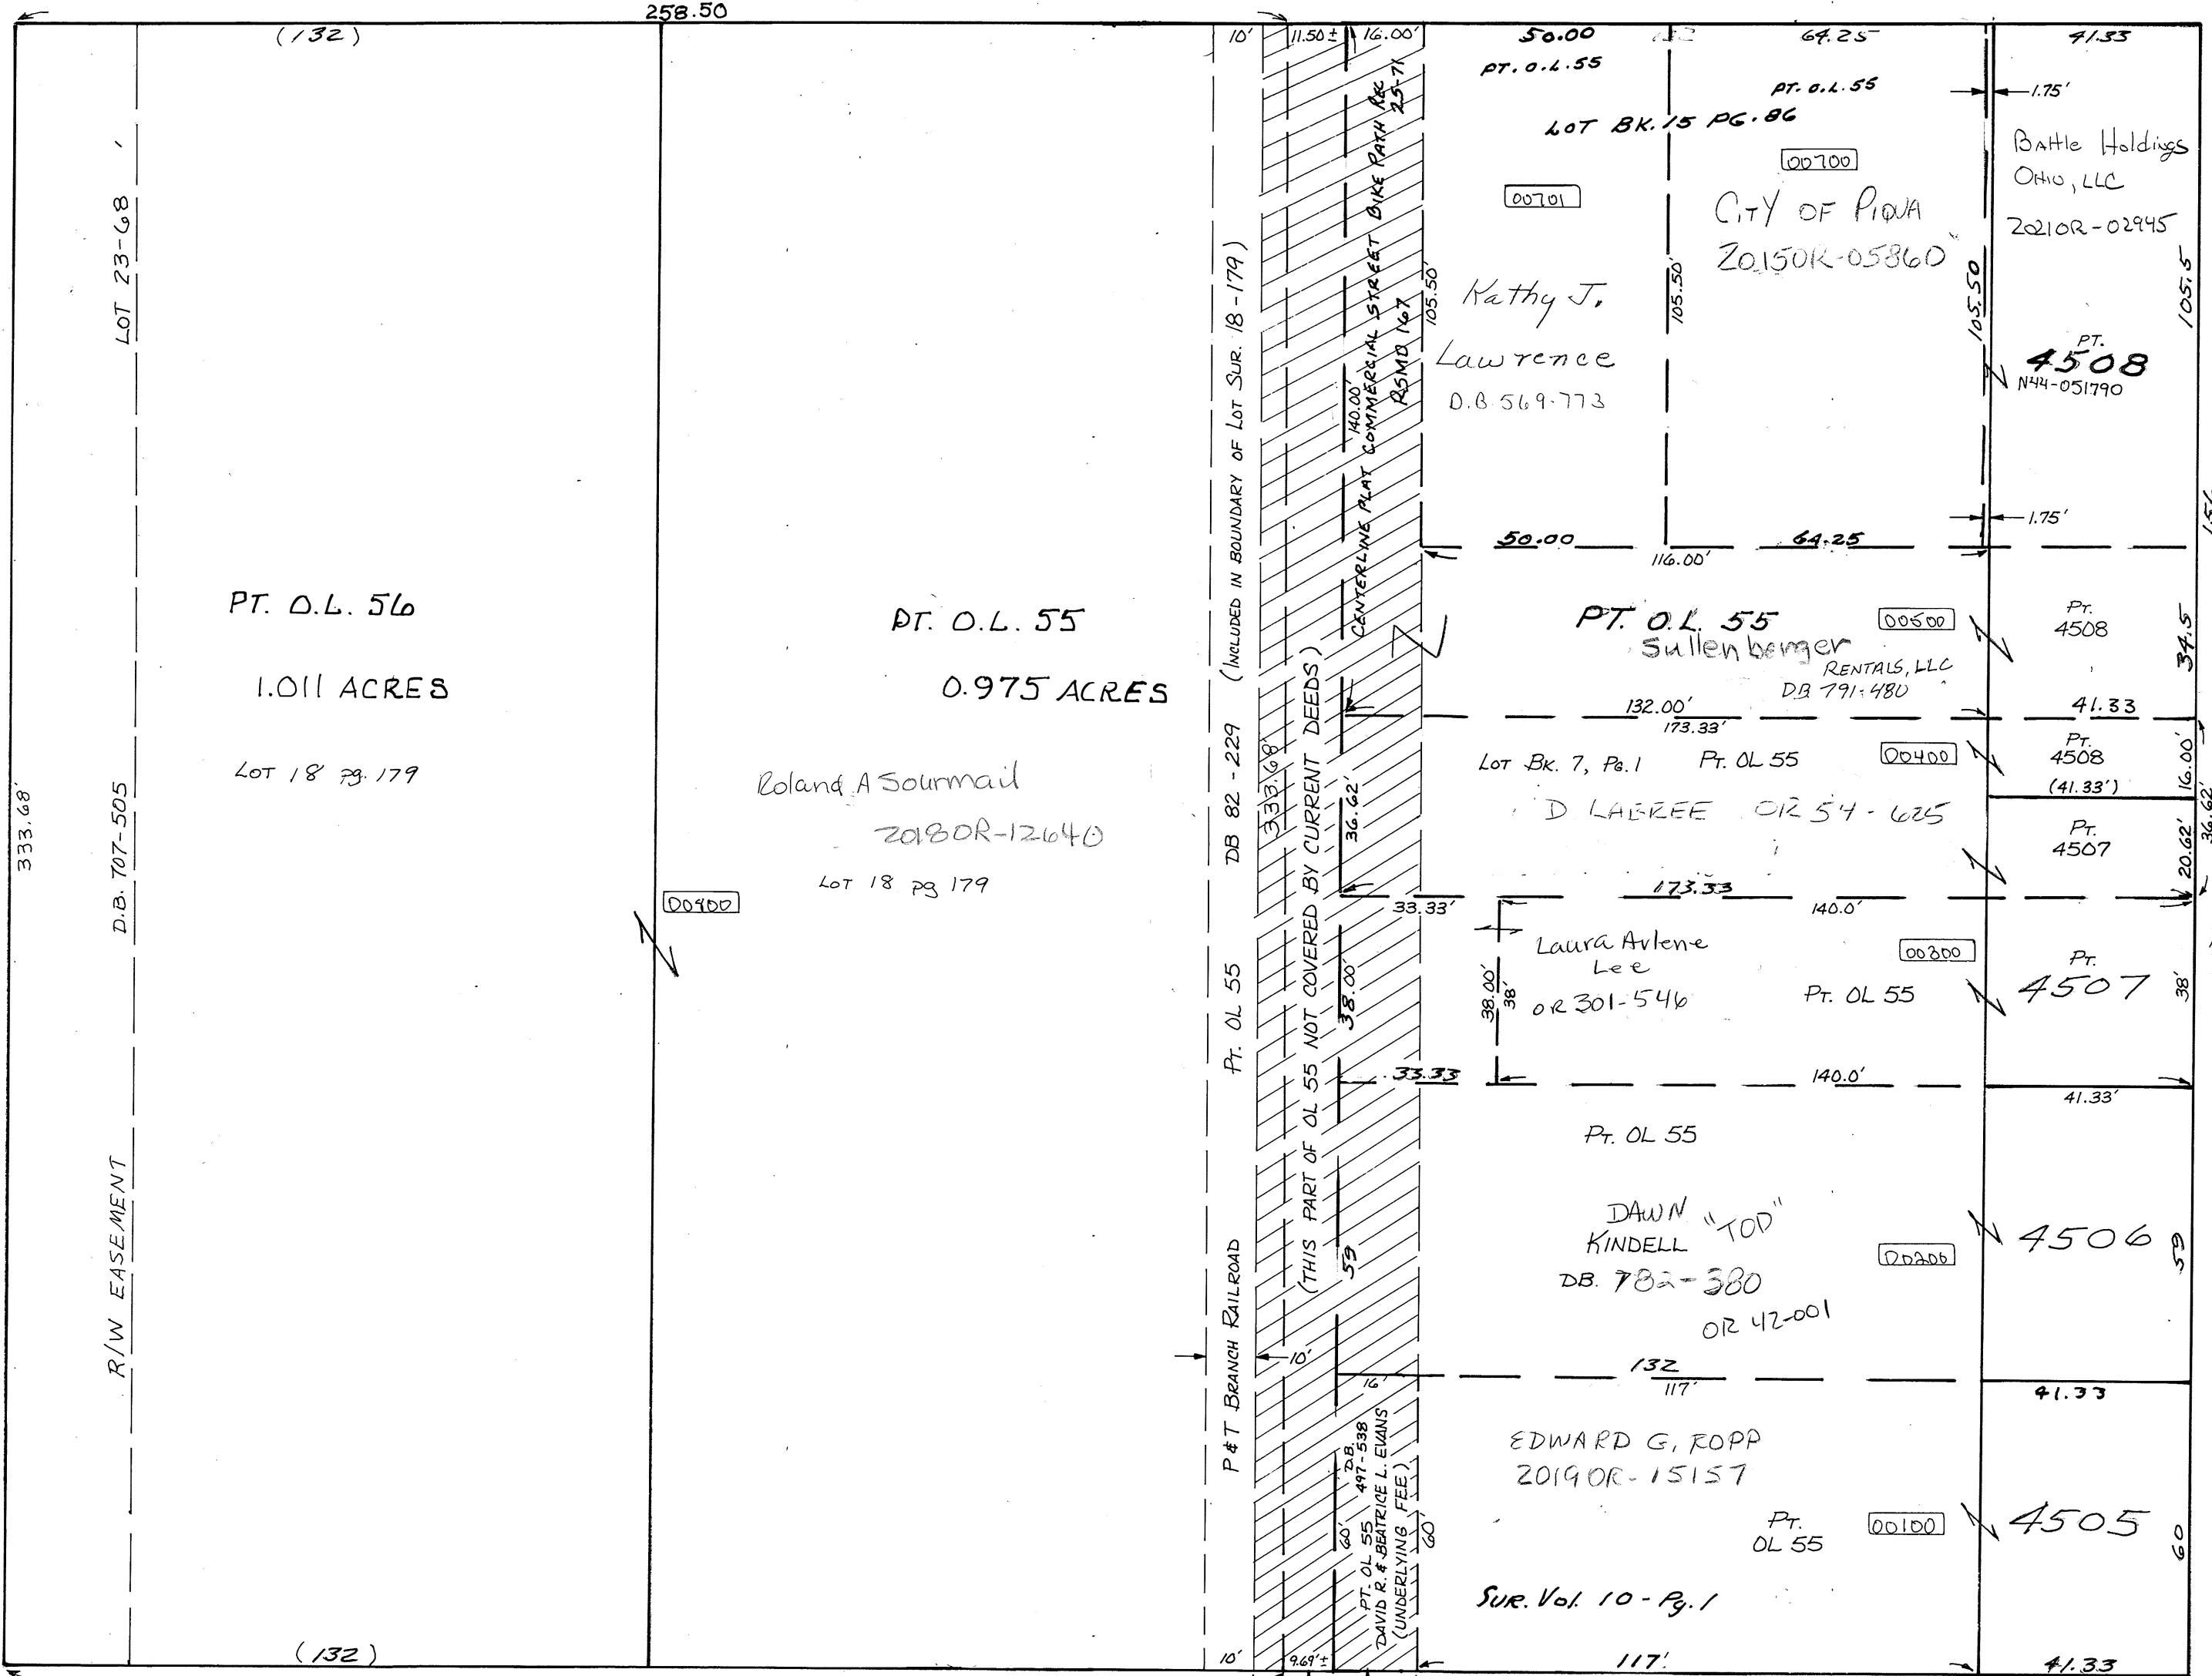 258.50
(132)
10'
11.50±
16.00'
50.00
64.25
41.33
PT. O.L. 55
PT. O.L. 55
1.75'
LOT BK. 15 PG. 86
00700
00701
CITY OF PIQUA
2015OR-05860
Battle Holdings
OHIO, LLC
2021OR-02945
Kathy J.
Lawrence
D.B. 569-773
105.50'
105.50'
105.50
105.5
PT.
4508
N44-051790
LOT 23-68
D.B. 707-505
R/W EASEMENT
333.68'
PT. O.L. 56
1.011 ACRES
LOT 18 pg. 179
PT. O.L. 55
0.975 ACRES
Roland A Sourmail
2018OR-12640
LOT 18 pg 179
00900
(INCLUDED IN BOUNDARY OF LOT SUR. 18-179)
DB 82-229
PT. OL 55
P & T BRANCH RAILROAD
333.68'
(THIS PART OF OL 55 NOT COVERED BY CURRENT DEEDS)
CENTERLINE PLAT COMMERCIAL STREET BIKE PATH REC
25-71
RSMD 167
140.00'
1.75'
50.00
64.25
116.00'
PT. O.L. 55
00500
Sullenberger
RENTALS, LLC
DB 791-480
PT.
4508
34.5
132.00'
41.33
173.33'
LOT BK. 7, PG. 1
PT. OL 55
00400
D LABREE OR 54-625
PT.
4508
(41.33')
16.00'
36.62'
PT.
4507
20.62'
36.62'
173.33
33.33'
140.0'
Laura Arlene
Lee
OR 301-546
00300
PT. OL 55
38.00'
38.00'
38'
PT.
4507
38'
33.33
140.0'
41.33'
PT. OL 55
DAWN "TOD"
KINDELL
DB. 782-380
OR 42-001
00200
4506
59
59
10'
132
16'
117'
41.33
EDWARD G. ROPP
2019OR-15157
PT.
OL 55
00100
4505
60
SUR. Vol. 10 - Pg. 1
PT. OL 55 D.B. 497-538
DAVID R. & BEATRICE L. EVANS
(UNDERLYING FEE)
60'
60'
(132)
10'
9.69'±
117'
41.33